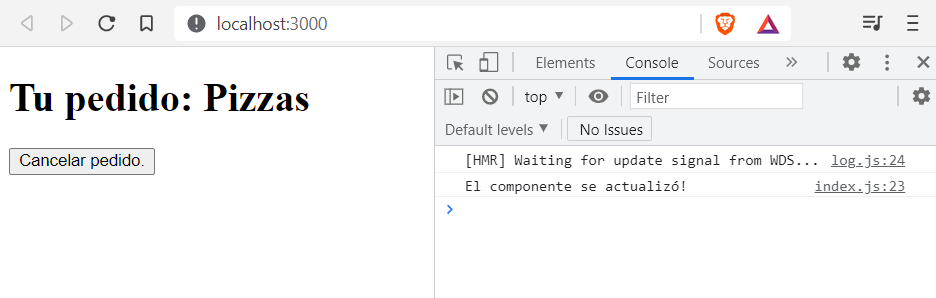 localhost:3000
Tu pedido: Pizzas
Cancelar pedido.
Elements Console Sources »
top ▼ Filter
Default levels ▼ No Issues
[HMR] Waiting for update signal from WDS... log.js:24
El componente se actualizó! index.js:23
>